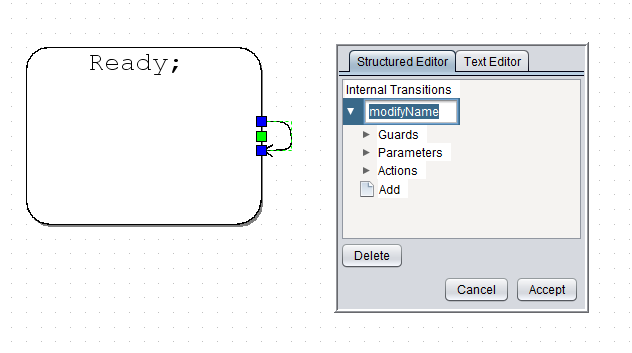 Ready;
Structured Editor Text Editor
Internal Transitions
modifyName
Guards
Parameters
Actions
Add
Delete
Cancel Accept